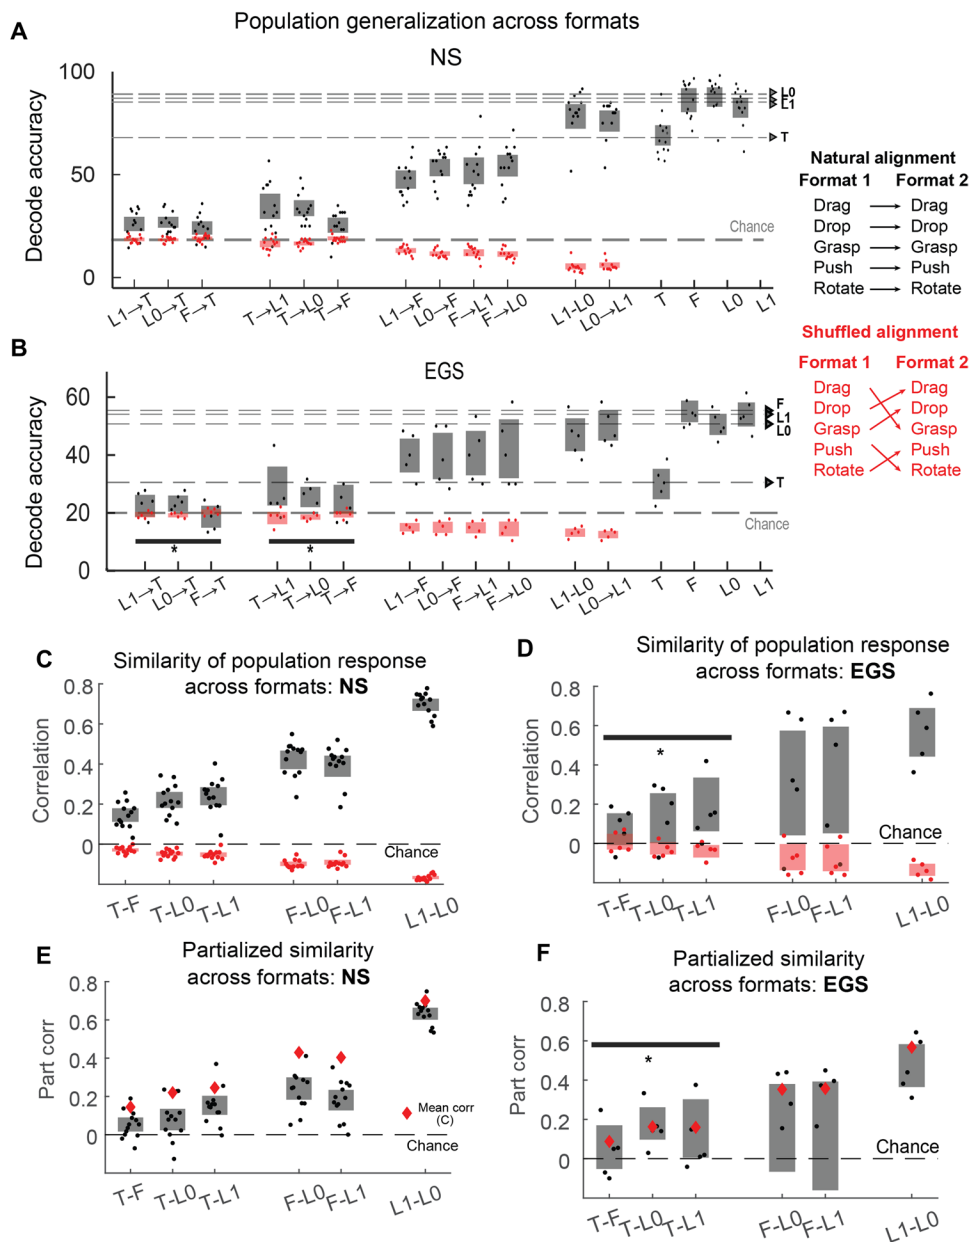 Population generalization across formats
A
NS
Decode accuracy
100
50
0
L0
L1
T
Chance
L1→T
L0→T
F→T
T→L1
T→L0
T→F
L1→F
L0→F
F→L1
F→L0
L1-L0
L0→L1
T
F
L0
L1
Natural alignment
Format 1 Format 2
Drag → Drag
Drop → Drop
Grasp → Grasp
Push → Push
Rotate → Rotate
Shuffled alignment
Format 1 Format 2
Drag Drag
Drop Drop
Grasp Grasp
Push Push
Rotate Rotate
B
EGS
Decode accuracy
60
40
20
0
F
L1
L0
T
Chance
*
*
L1→T
L0→T
F→T
T→L1
T→L0
T→F
L1→F
L0→F
F→L1
F→L0
L1-L0
L0→L1
T
F
L0
L1
C
Similarity of population response
across formats: NS
Correlation
0.8
0.6
0.4
0.2
0
Chance
T-F
T-L0
T-L1
F-L0
F-L1
L1-L0
D
Similarity of population response
across formats: EGS
Correlation
0.8
0.6
0.4
0.2
0
*
Chance
T-F
T-L0
T-L1
F-L0
F-L1
L1-L0
E
Partialized similarity
across formats: NS
Part corr
0.8
0.6
0.4
0.2
0
Mean corr
(C)
Chance
T-F
T-L0
T-L1
F-L0
F-L1
L1-L0
F
Partialized similarity
across formats: EGS
Part corr
0.8
0.6
0.4
0.2
0
*
Chance
T-F
T-L0
T-L1
F-L0
F-L1
L1-L0